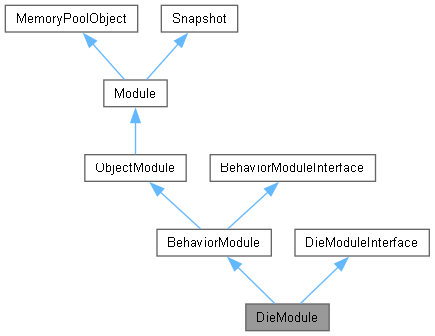 MemoryPoolObject
Snapshot
Module
ObjectModule
BehaviorModuleInterface
BehaviorModule
DieModuleInterface
DieModule